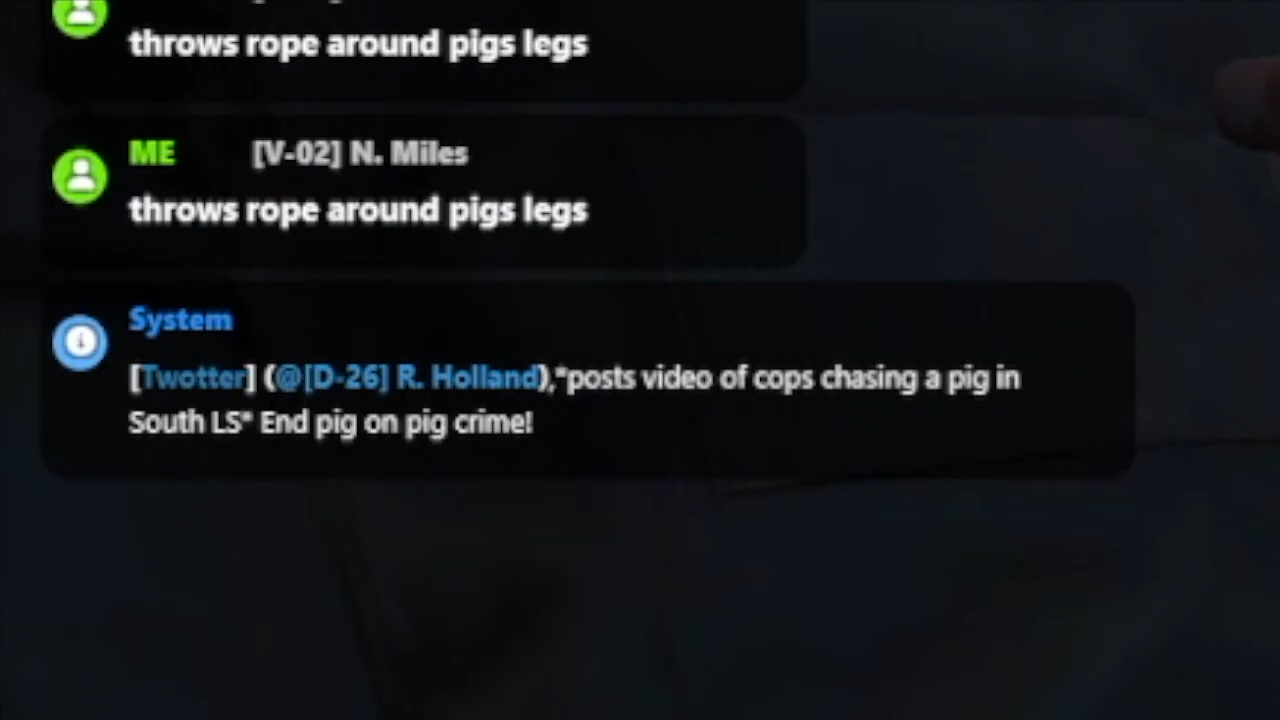 throws rope around pigs legs
ME [V-02] N. Miles
throws rope around pigs legs
System
[Twotter] (@[D-26] R. Holland),*posts video of cops chasing a pig in
South LS* End pig on pig crime!